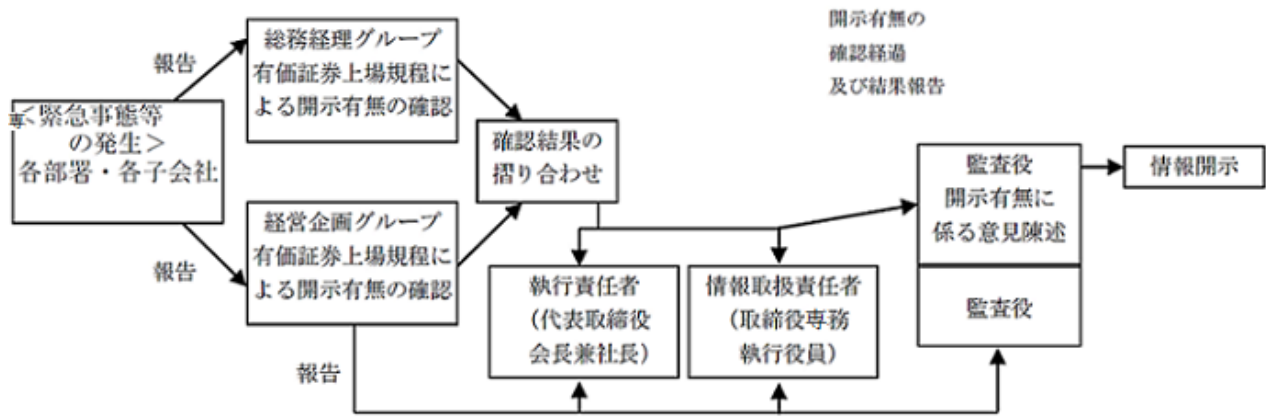 開示有無の
確認経過
及び結果報告
報告
総務経理グループ
有価証券上場規程に
よる開示有無の確認
<緊急事態等
の発生>
各部署・各子会社
確認結果の
摺り合わせ
監査役
開示有無に
係る意見陳述
情報開示
経営企画グループ
有価証券上場規程に
よる開示有無の確認
報告
執行責任者
（代表取締役
会長兼社長）
情報取扱責任者
（取締役専務
執行役員）
監査役
報告